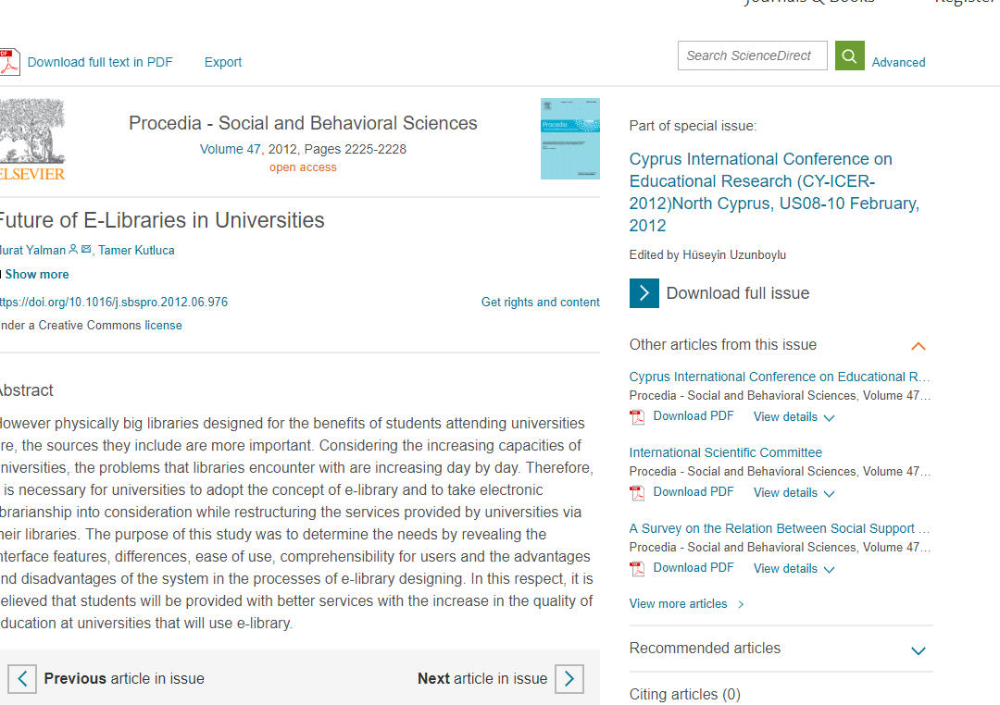 Journals & Books
Register
PDF
Download full text in PDF
Export
Search ScienceDirect
Advanced
ELSEVIER
Procedia - Social and Behavioral Sciences
Volume 47, 2012, Pages 2225-2228
open access
Procedia
Future of E-Libraries in Universities
urat Yalman, Tamer Kutluca
Show more
ttps://doi.org/10.1016/j.sbspro.2012.06.976
Get rights and content
nder a Creative Commons license
Abstract
owever physically big libraries designed for the benefits of students attending universities
re, the sources they include are more important. Considering the increasing capacities of
niversities, the problems that libraries encounter with are increasing day by day. Therefore,
is necessary for universities to adopt the concept of e-library and to take electronic
brarianship into consideration while restructuring the services provided by universities via
heir libraries. The purpose of this study was to determine the needs by revealing the
nterface features, differences, ease of use, comprehensibility for users and the advantages
nd disadvantages of the system in the processes of e-library designing. In this respect, it is
elieved that students will be provided with better services with the increase in the quality of
ducation at universities that will use e-library.
Previous article in issue
Next article in issue
Part of special issue:
Cyprus International Conference on
Educational Research (CY-ICER-
2012)North Cyprus, US08-10 February,
2012
Edited by Hüseyin Uzunboylu
Download full issue
Other articles from this issue
Cyprus International Conference on Educational R…
Procedia - Social and Behavioral Sciences, Volume 47…
Download PDF
View details
International Scientific Committee
Procedia - Social and Behavioral Sciences, Volume 47…
Download PDF
View details
A Survey on the Relation Between Social Support …
Procedia - Social and Behavioral Sciences, Volume 47…
Download PDF
View details
View more articles
Recommended articles
Citing articles (0)